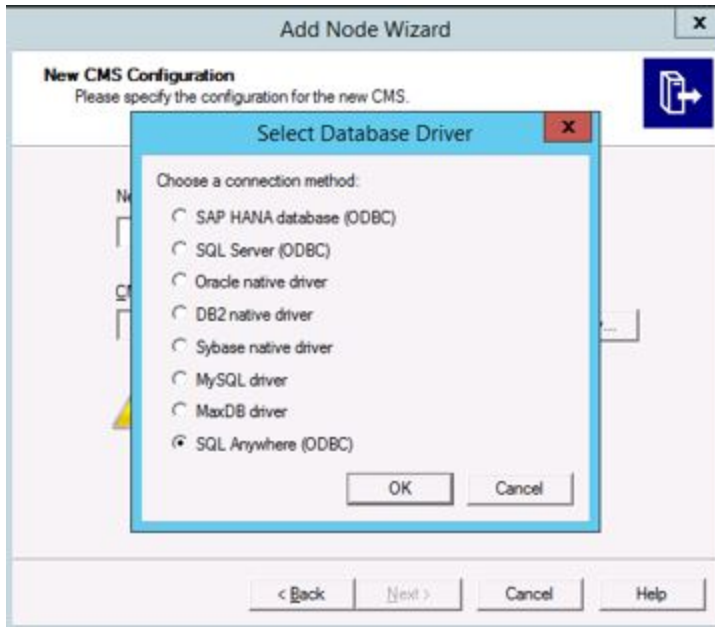 Add Node Wizard
x
New CMS Configuration
Please specify the configuration for the new CMS.
Select Database Driver
x
Choose a connection method:
SAP HANA database (ODBC)
SQL Server (ODBC)
Oracle native driver
DB2 native driver
Sybase native driver
MySQL driver
MaxDB driver
SQL Anywhere (ODBC)
OK Cancel
< Back Next > Cancel Help